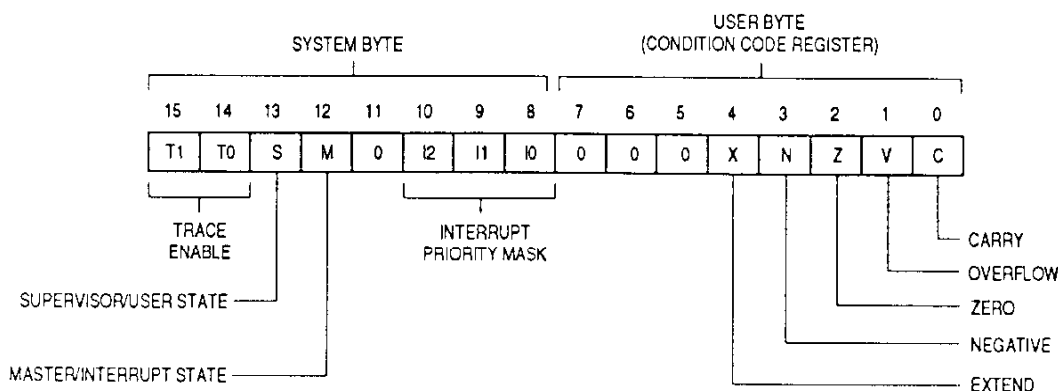 USER BYTE
SYSTEM BYTE (CONDITION CODE REGISTER)
15 14 13 12 11 10 9 8 7 6 5 4 3 2 1 0
T1 T0 S M 0 I2 I1 I0 0 0 0 X N Z V C
TRACE
ENABLE
INTERRUPT
PRIORITY MASK
CARRY
OVERFLOW
SUPERVISOR/USER STATE
ZERO
NEGATIVE
MASTER/INTERRUPT STATE
EXTEND